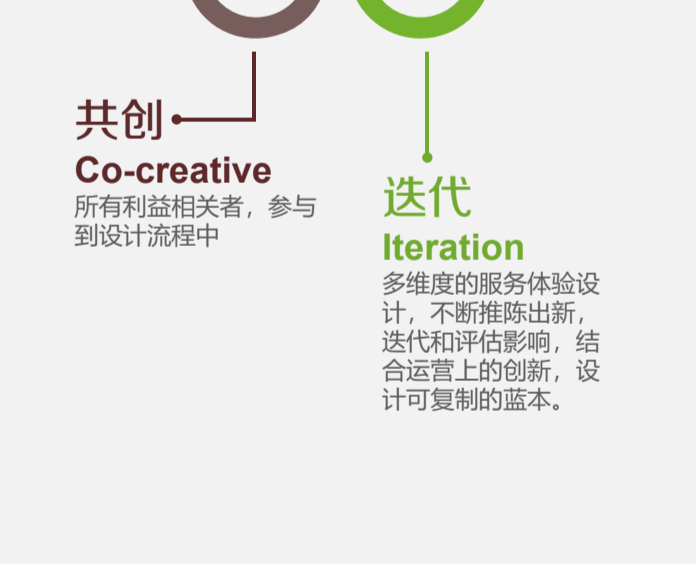 共创
Co-creative
所有利益相关者，参与
到设计流程中
迭代
Iteration
多维度的服务体验设
计，不断推陈出新，
迭代和评估影响，结
合运营上的创新，设
计可复制的蓝本。